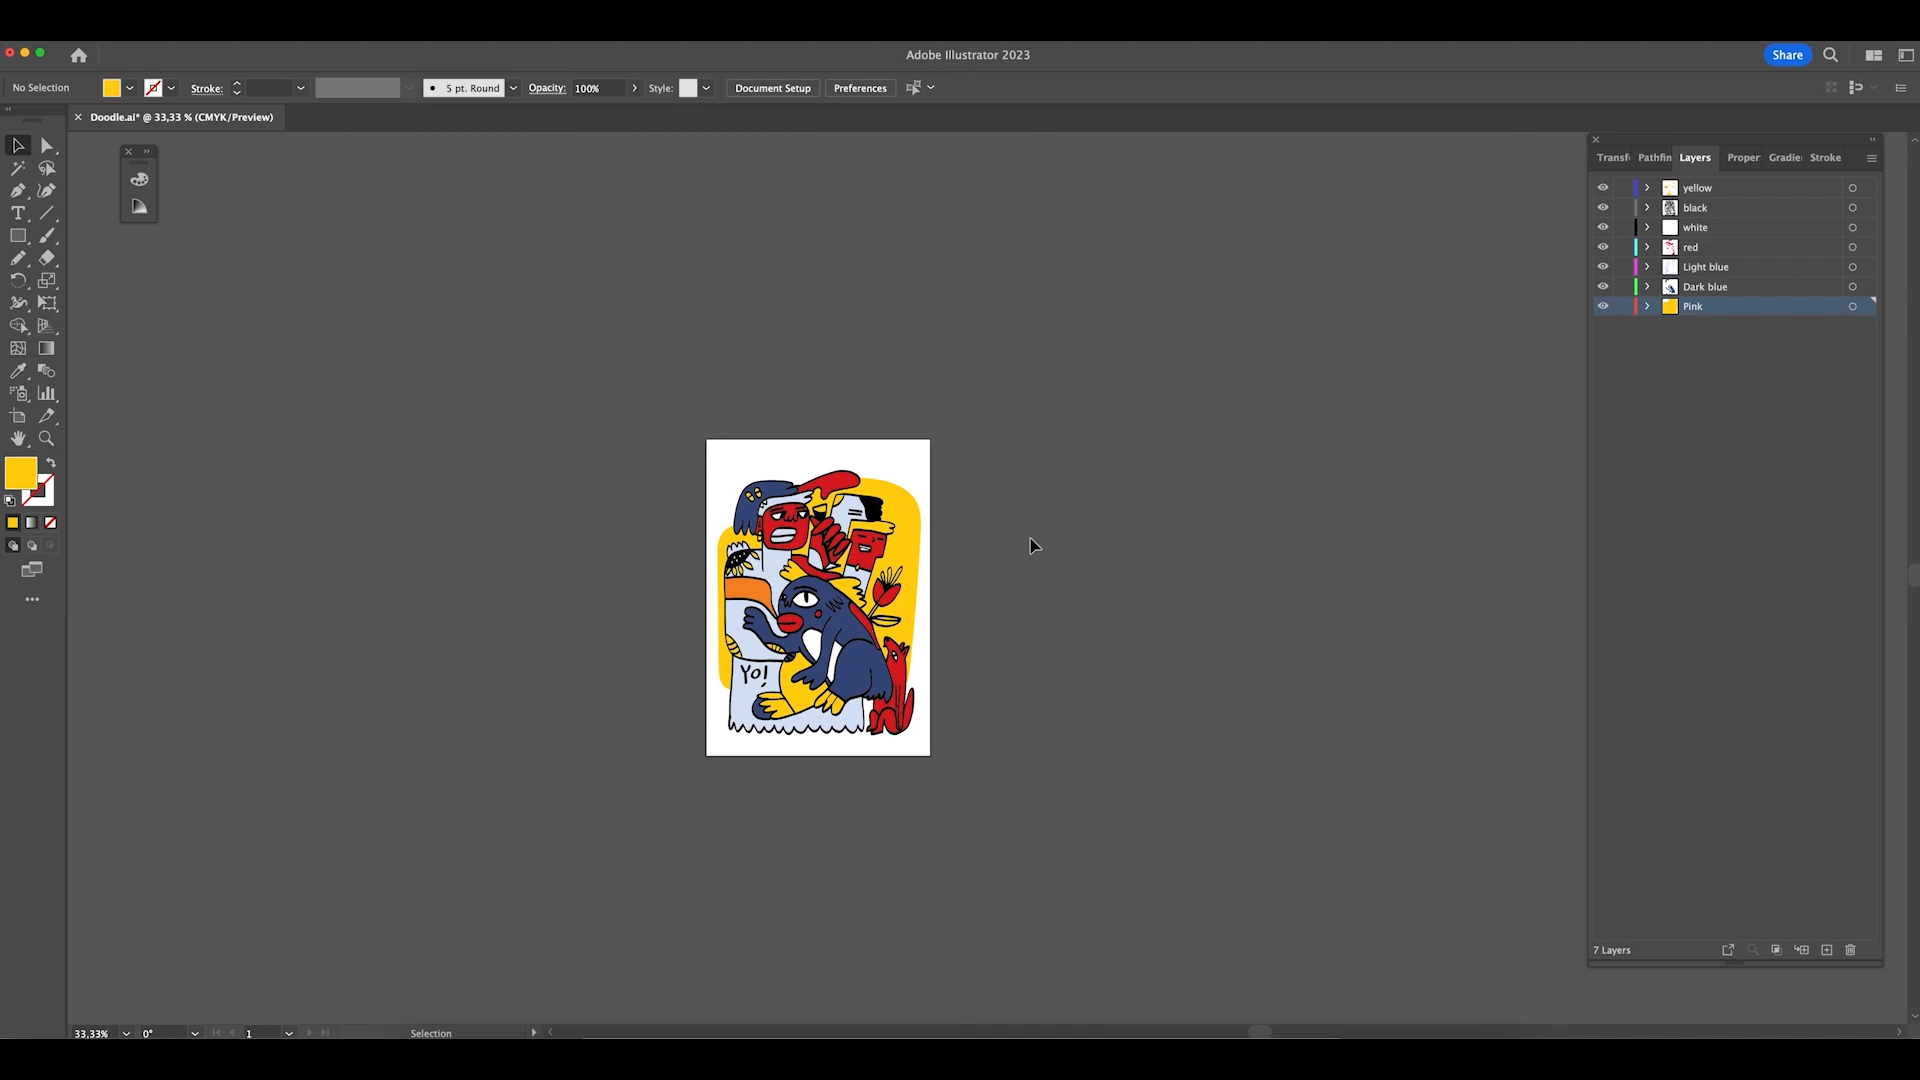 Adobe Illustrator 2023
Share
No Selection
Stroke:
5 pt. Round
Opacity: 100%
Style:
Document Setup
Preferences
Doodle.ai* @ 33,33 % (CMYK/Preview)
Transf Pathfin Layers Proper Gradie Stroke
yellow
black
white
red
Light blue
Dark blue
Pink
Yo!
7 Layers
33,33% 0° 1 Selection